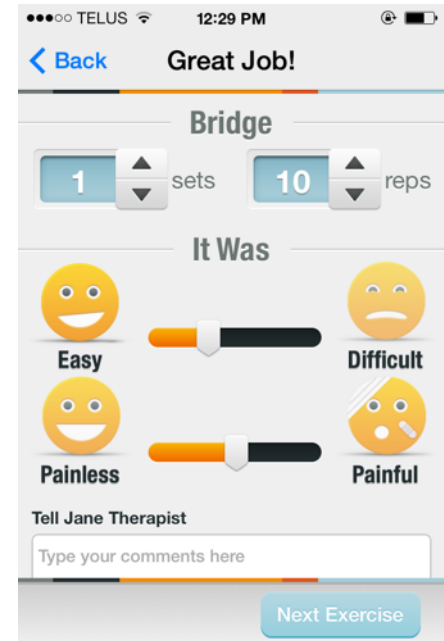 TELUS 12:29 PM
Back Great Job!
Bridge
1 sets 10 reps
It Was
Easy Difficult
Painless Painful
Tell Jane Therapist
Type your comments here
Next Exercise